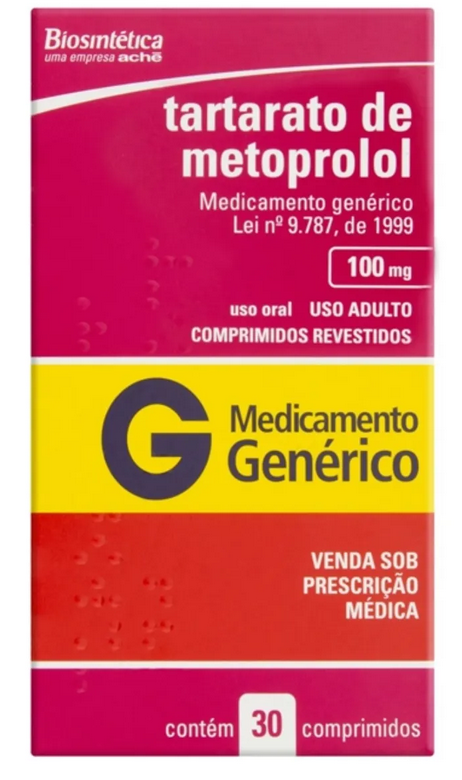 Biosintética
uma empresa achē
tartarato de
metoprolol
Medicamento genérico
Lei nº 9.787, de 1999
100 mg
uso oral USO ADULTO
COMPRIMIDOS REVESTIDOS
G Medicamento
Genérico
VENDA SOB
PRESCRIÇÃO
MÉDICA
contém 30 comprimidos